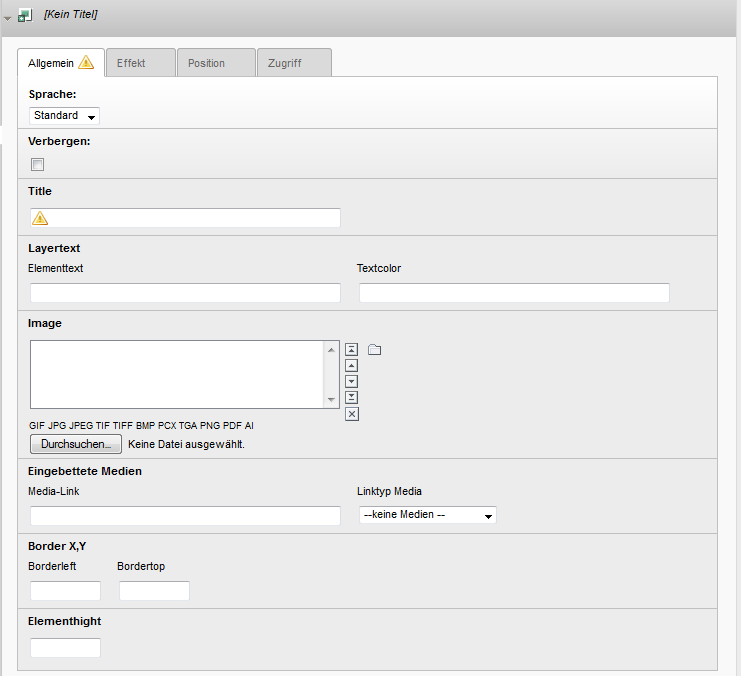 [Kein Titel]
Allgemein Effekt Position Zugriff
Sprache:
Standard
Verbergen:
Title
Layertext
Elementtext Textcolor
Image
GIF JPG JPEG TIF TIFF BMP PCX TGA PNG PDF AI
Durchsuchen... Keine Datei ausgewählt.
Eingebettete Medien
Media-Link Linktyp Media
--keine Medien --
Border X,Y
Borderleft Bordertop
Elementhight